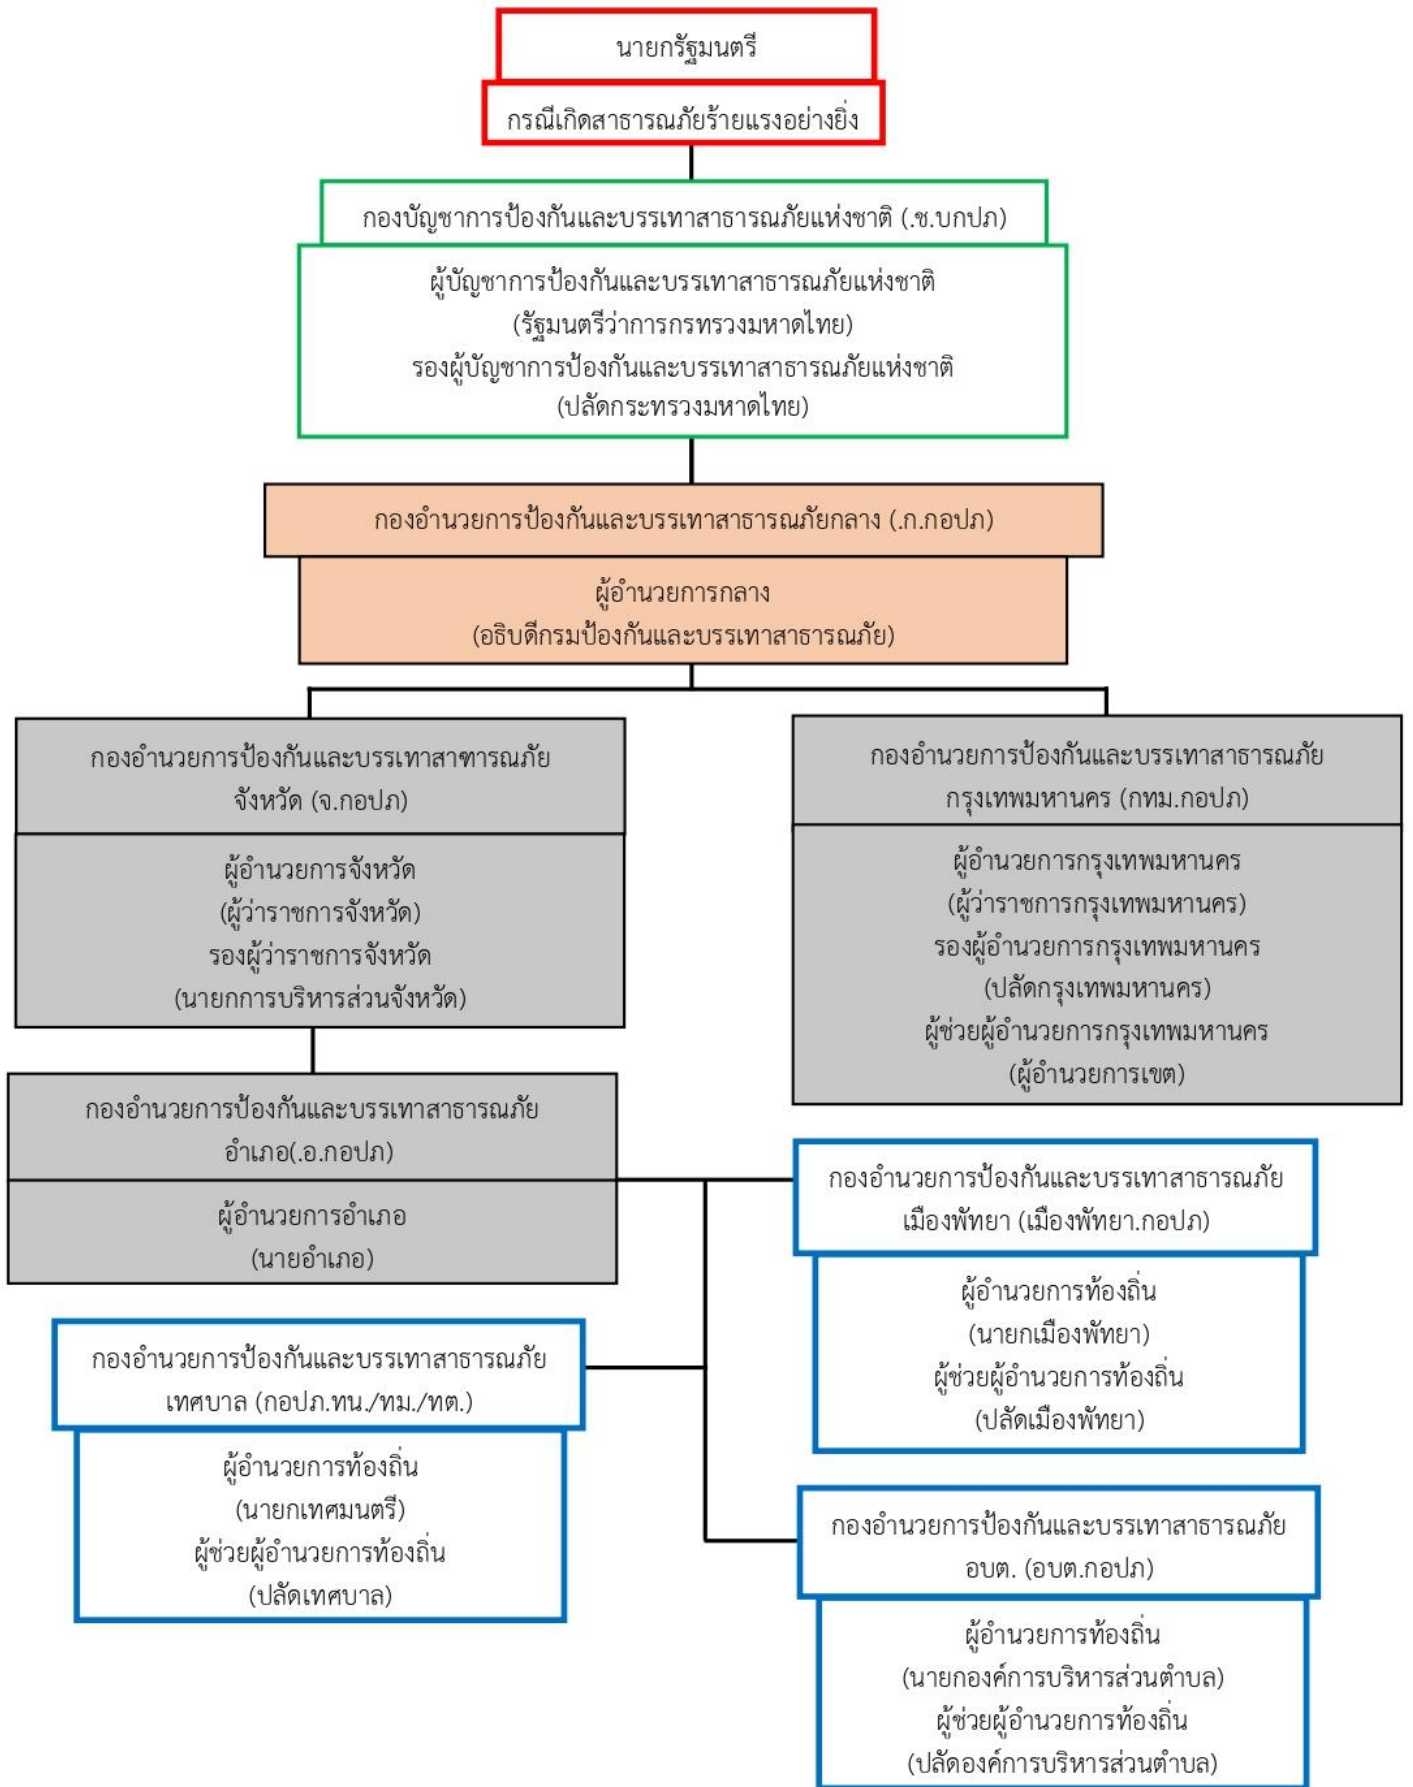 นายกรัฐมนตรี
กรณีเกิดสาธารณภัยร้ายแรงอย่างยิ่ง
กองบัญชาการป้องกันและบรรเทาสาธารณภัยแห่งชาติ (.ช.บกปภ)
ผู้บัญชาการป้องกันและบรรเทาสาธารณภัยแห่งชาติ
(รัฐมนตรีว่าการกรทรวงมหาดไทย)
รองผู้บัญชาการป้องกันและบรรเทาสาธารณภัยแห่งชาติ
(ปลัดกระทรวงมหาดไทย)
กองอำนวยการป้องกันและบรรเทาสาธารณภัยกลาง (.ก.กอปภ)
ผู้อำนวยการกลาง
(อธิบดีกรมป้องกันและบรรเทาสาธารณภัย)
กองอำนวยการป้องกันและบรรเทาสาฑารณภัย
จังหวัด (จ.กอปภ)
ผู้อำนวยการจังหวัด
(ผู้ว่าราชการจังหวัด)
รองผู้ว่าราชการจังหวัด
(นายกการบริหารส่วนจังหวัด)
กองอำนวยการป้องกันและบรรเทาสาธารณภัย
กรุงเทพมหานคร (กทม.กอปภ)
ผู้อำนวยการกรุงเทพมหานคร
(ผู้ว่าราชการกรุงเทพมหานคร)
รองผู้อำนวยการกรุงเทพมหานคร
(ปลัดกรุงเทพมหานคร)
ผู้ช่วยผู้อำนวยการกรุงเทพมหานคร
(ผู้อำนวยการเขต)
กองอำนวยการป้องกันและบรรเทาสาธารณภัย
อำเภอ(.อ.กอปภ)
ผู้อำนวยการอำเภอ
(นายอำเภอ)
กองอำนวยการป้องกันและบรรเทาสาธารณภัย
เมืองพัทยา (เมืองพัทยา.กอปภ)
ผู้อำนวยการท้องถิ่น
(นายกเมืองพัทยา)
ผู้ช่วยผู้อำนวยการท้องถิ่น
(ปลัดเมืองพัทยา)
กองอำนวยการป้องกันและบรรเทาสาธารณภัย
เทศบาล (กอปภ.ทน./ทม./ทต.)
ผู้อำนวยการท้องถิ่น
(นายกเทศมนตรี)
ผู้ช่วยผู้อำนวยการท้องถิ่น
(ปลัดเทศบาล)
กองอำนวยการป้องกันและบรรเทาสาธารณภัย
อบต. (อบต.กอปภ)
ผู้อำนวยการท้องถิ่น
(นายกองค์การบริหารส่วนตำบล)
ผู้ช่วยผู้อำนวยการท้องถิ่น
(ปลัดองค์การบริหารส่วนตำบล)